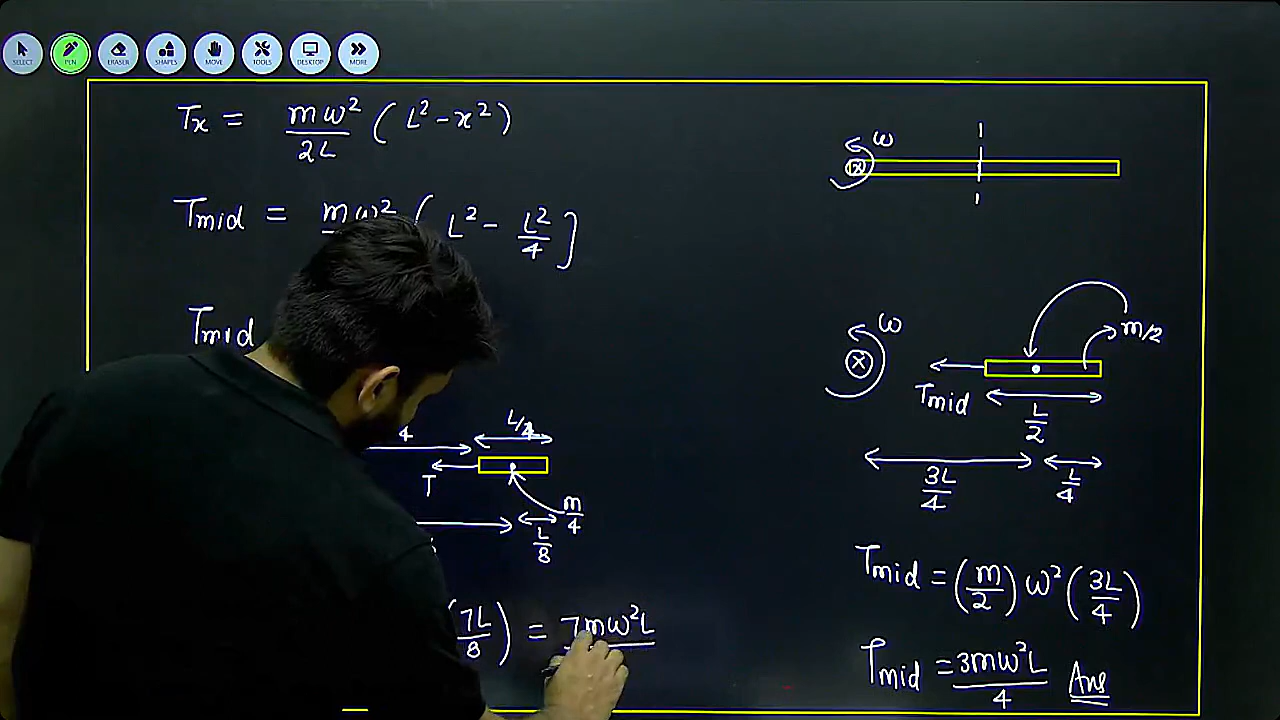 SELECT PEN ERASER SHAPES MOVE TOOLS DESKTOP MORE
Tx = mω²/2L (L² - x²)
Tmid = mω² ( L² - L²/4 ]
Tmid
4
L/4
T
m/4
L/8
(7L/8) = 7mω²L
ω
ω
m/2
Tmid
L/2
3L/4
L/4
Tmid = (m/2) ω² (3L/4)
Tmid = 3mω²L/4 Ans